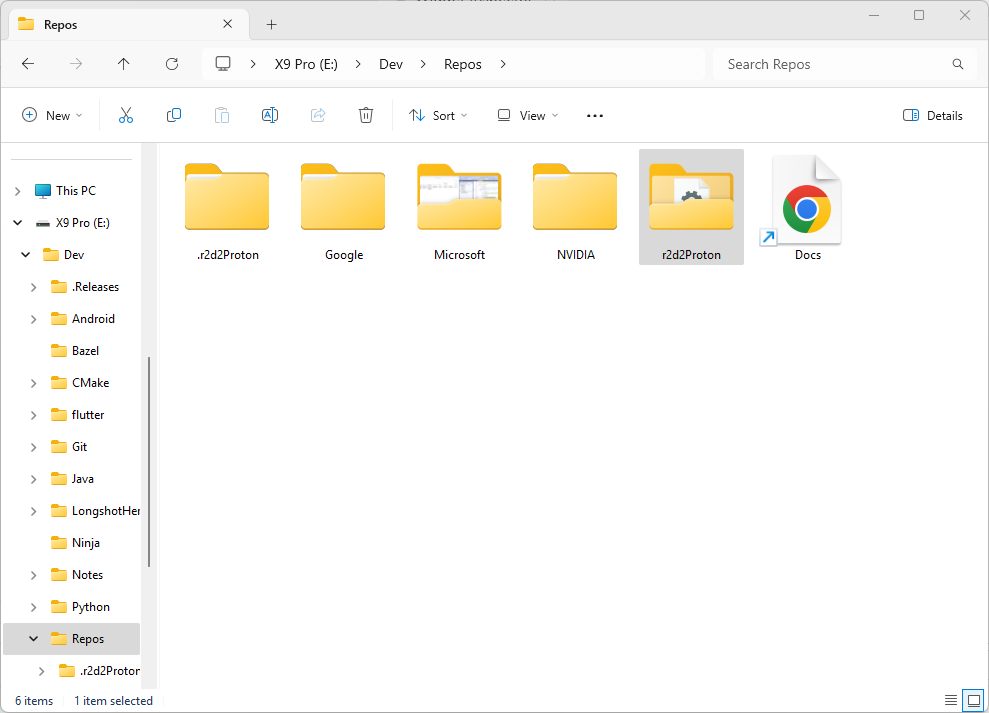 Repos
X9 Pro (E:) Dev Repos
Search Repos
New
Sort
View
Details
This PC
X9 Pro (E:)
Dev
.Releases
Android
Bazel
CMake
flutter
Git
Java
LongshotHer
Ninja
Notes
Python
Repos
.r2d2Proton
.r2d2Proton
Google
Microsoft
NVIDIA
r2d2Proton
Docs
6 items
1 item selected